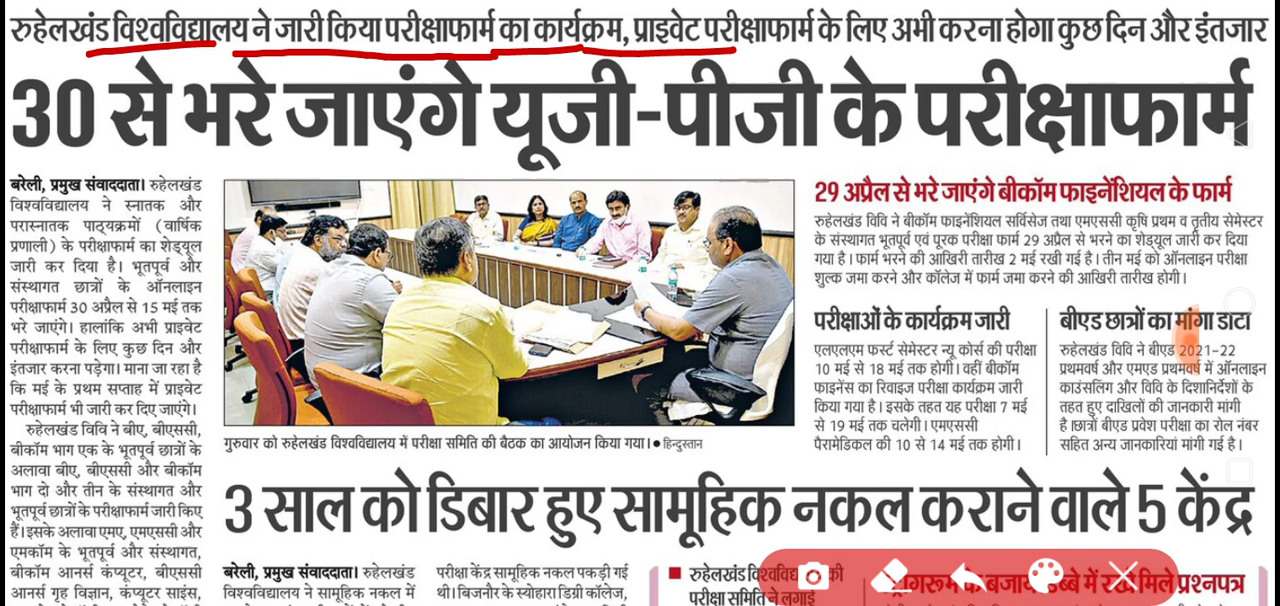 रुहेलखंड विश्वविद्यालय ने जारी किया परीक्षाफार्म का कार्यक्रम, प्राइवेट परीक्षाफार्म के लिए अभी करना होगा कुछ दिन और इंतजार
30 से भरे जाएंगे यूजी-पीजी के परीक्षाफार्म
बरेली, प्रमुख संवाददाता। रुहेलखंड
विश्वविद्यालय ने स्नातक और
परास्नातक पाठ्यक्रमों (वार्षिक
प्रणाली) के परीक्षाफार्म का शेड्यूल
जारी कर दिया है। भूतपूर्व और
संस्थागत छात्रों के ऑनलाइन
परीक्षाफार्म 30 अप्रैल से 15 मई तक
भरे जाएंगे। हालांकि अभी प्राइवेट
परीक्षाफार्म के लिए कुछ दिन और
इंतजार करना पड़ेगा। माना जा रहा है
कि मई के प्रथम सप्ताह में प्राइवेट
परीक्षाफार्म भी जारी कर दिए जाएंगे।
रुहेलखंड विवि ने बीए, बीएससी,
बीकॉम भाग एक के भूतपूर्व छात्रों के
अलावा बीए, बीएससी और बीकॉम
भाग दो और तीन के संस्थागत और
भूतपूर्व छात्रों के परीक्षाफार्म जारी किए
हैं। इसके अलावा एमए, एमएससी और
एमकॉम के भूतपूर्व और संस्थागत,
बीकॉम आनर्स कंप्यूटर, बीएससी
आनर्स गृह विज्ञान, कंप्यूटर साइंस,
गुरुवार को रुहेलखंड विश्वविद्यालय में परीक्षा समिति की बैठक का आयोजन किया गया। ● हिन्दुस्तान
29 अप्रैल से भरे जाएंगे बीकॉम फाइनेंशियल के फार्म
रुहेलखंड विवि ने बीकॉम फाइनेंशियल सर्विसेज तथा एमएससी कृषि प्रथम व तृतीय सेमेस्टर
के संस्थागत भूतपूर्व एवं पूरक परीक्षा फार्म 29 अप्रैल से भरने का शेड्यूल जारी कर दिया
गया है। फार्म भरने की आखिरी तारीख 2 मई रखी गई है। तीन मई को ऑनलाइन परीक्षा
शुल्क जमा करने और कॉलेज में फार्म जमा करने की आखिरी तारीख होगी।
परीक्षाओं के कार्यक्रम जारी
एलएलएम फर्स्ट सेमेस्टर न्यू कोर्स की परीक्षा
10 मई से 18 मई तक होगी। वहीं बीकॉम
फाइनेंस का रिवाइज परीक्षा कार्यक्रम जारी
किया गया है। इसके तहत यह परीक्षा 7 मई
से 19 मई तक चलेगी। एमएससी
पैरामेडिकल की 10 से 14 मई तक होगी।
बीएड छात्रों का मांगा डाटा
रुहेलखंड विवि ने बीएड 2021-22
प्रथमवर्ष और एमएड प्रथमवर्ष में ऑनलाइन
काउंसलिंग और विवि के दिशानिर्देशों के
तहत हुए दाखिलों की जानकारी मांगी
है।छात्रों बीएड प्रवेश परीक्षा का रोल नंबर
सहित अन्य जानकारियां मांगी गई है।
3 साल को डिबार हुए सामूहिक नकल कराने वाले 5 केंद्र
बरेली, प्रमुख संवाददाता। रुहेलखंड
विश्वविद्यालय ने सामूहिक नकल में
परीक्षा केंद्र सामूहिक नकल पकड़ी गई
थी। बिजनौर के स्योहारा डिग्री कॉलेज,
रुहेलखंड की
परीक्षा समिति ने लगाई
के बजाय डब्बे में रखे मिले प्रश्नपत्र